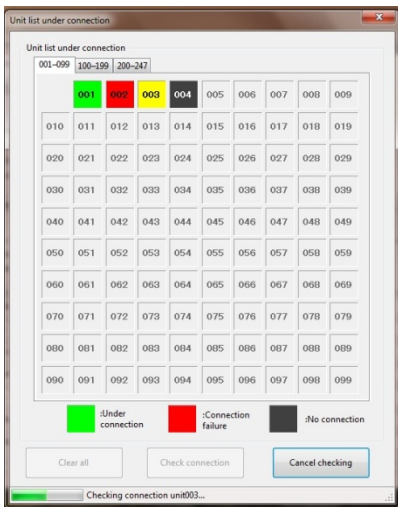 Unit list under connection
Unit list under connection
001-099 100-199 200-247
001 002 003 004 005 006 007 008 009
010 011 012 013 014 015 016 017 018 019
020 021 022 023 024 025 026 027 028 029
030 031 032 033 034 035 036 037 038 039
040 041 042 043 044 045 046 047 048 049
050 051 052 053 054 055 056 057 058 059
060 061 062 063 064 065 066 067 068 069
070 071 072 073 074 075 076 077 078 079
080 081 082 083 084 085 086 087 088 089
090 091 092 093 094 095 096 097 098 099
:Under :Connection :No connection
connection failure
Clear all Check connection Cancel checking
Checking connection unit003...